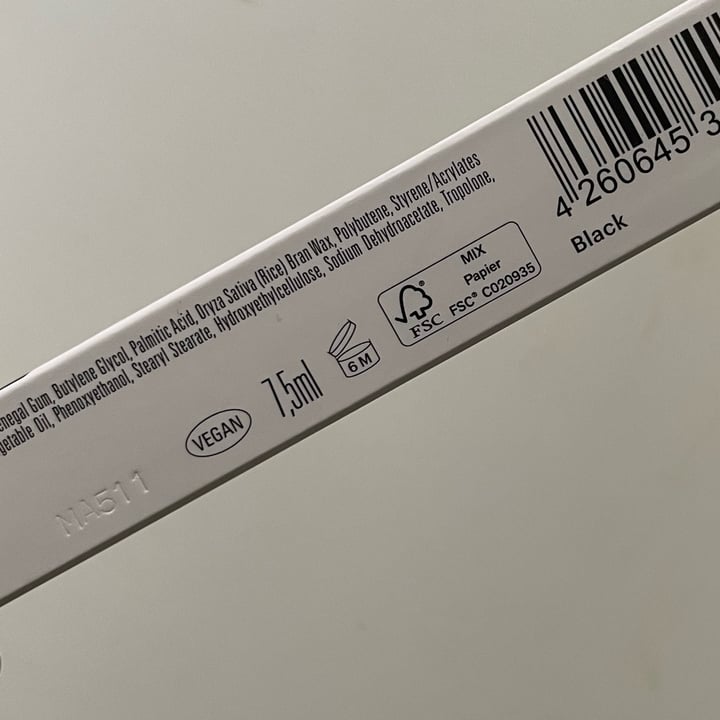 enegal Gum, Butylene Glycol, Palmitic Acid, Oryza Sativa (Rice) Bran Wax, Polybutene, Styrene/Acrylates
getable Oil, Phenoxyethanol, Stearyl Stearate, Hydroxyethylcellulose, Sodium Dehydroacetate, Tropolone,
VEGAN
7,5ml
6 M
FSC
MIX
Papier
FSC® C020935
4 260645 3
Black
MA511